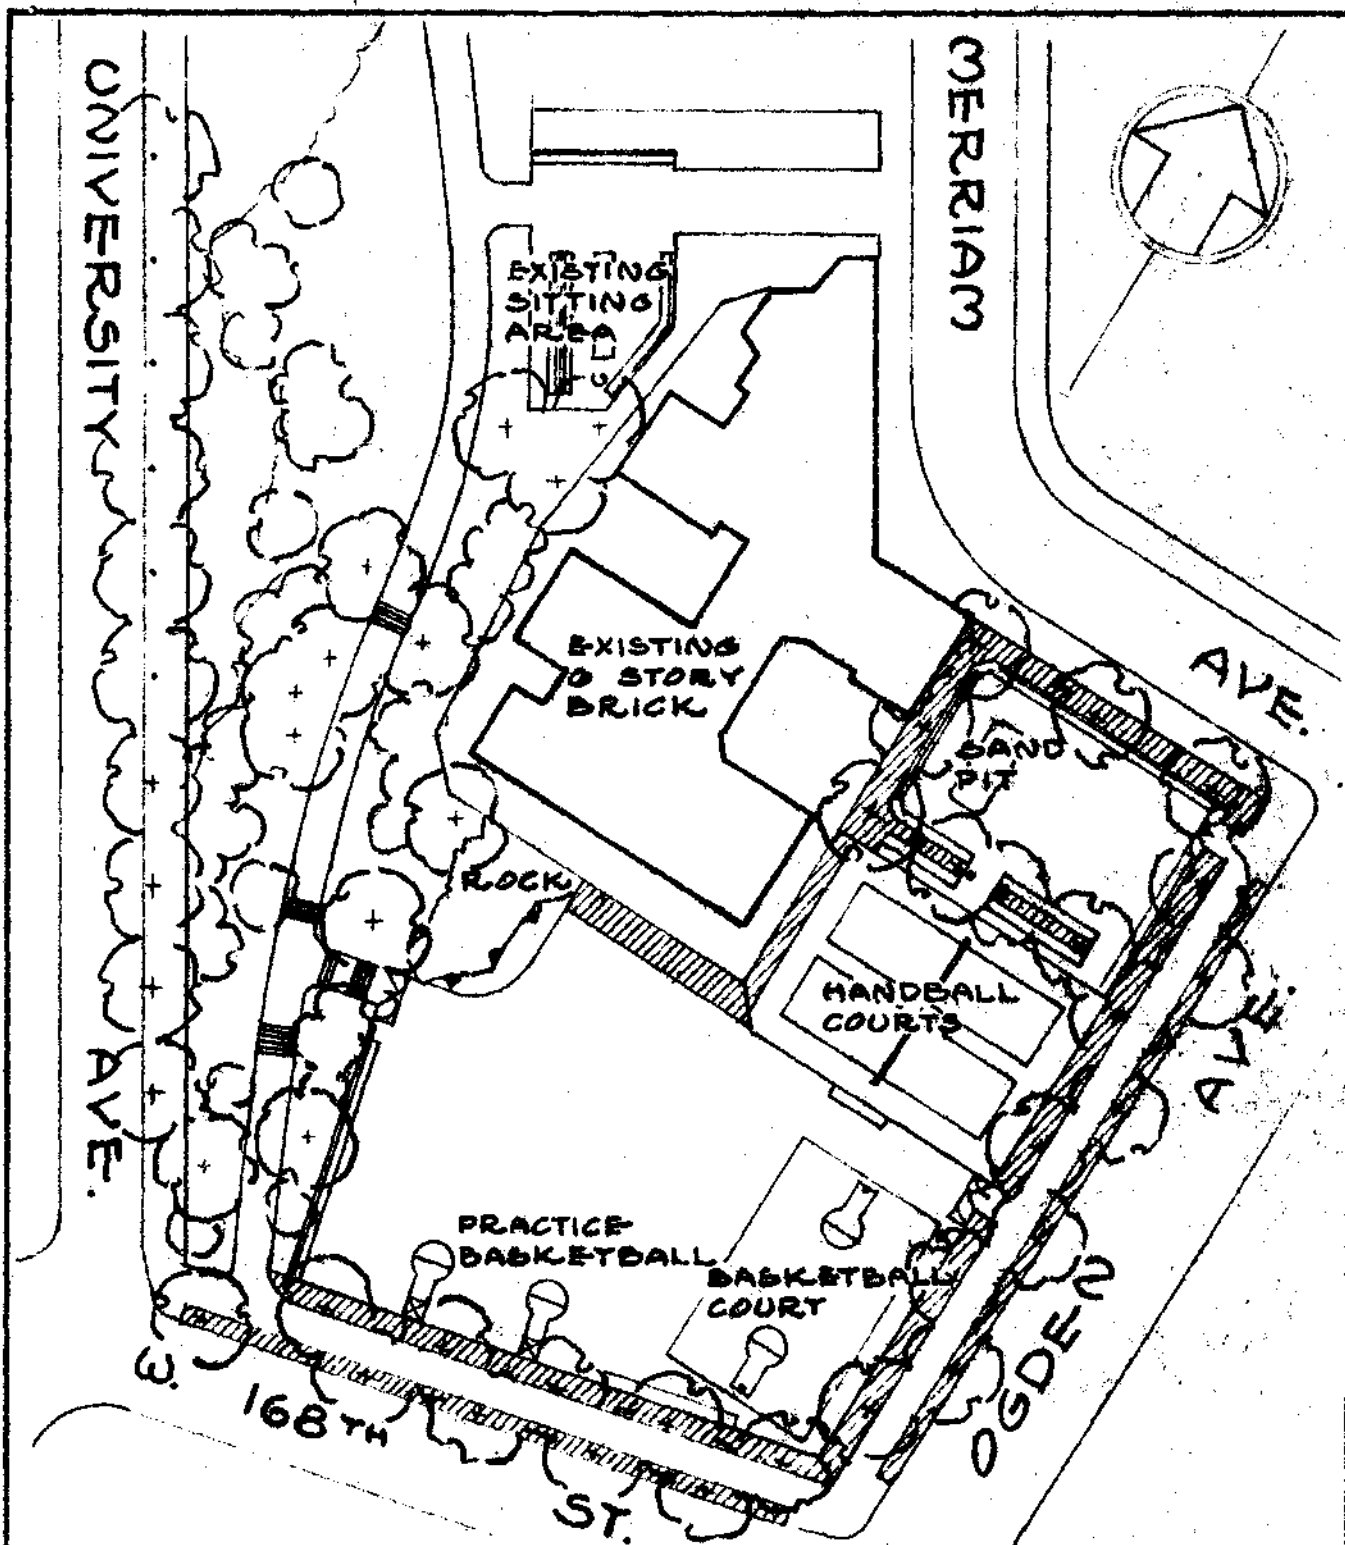 UNIVERSITY
AVE.
MERRIAM
AVE.
EXISTING
SITTING
AREA
EXISTING
6 STORY
BRICK
SAND
PIT
ROCK
HANDBALL
COURTS
PRACTICE
BASKETBALL
BASKETBALL
COURT
OGDEN
AVE.
W.
168TH
ST.